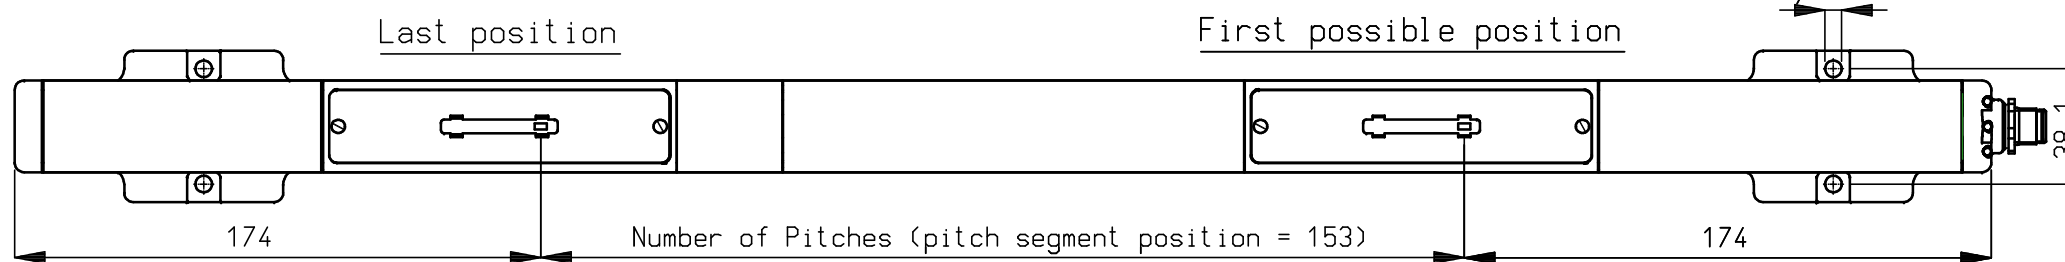 Last position
First possible position
174
Number of Pitches (pitch segment position = 153)
174